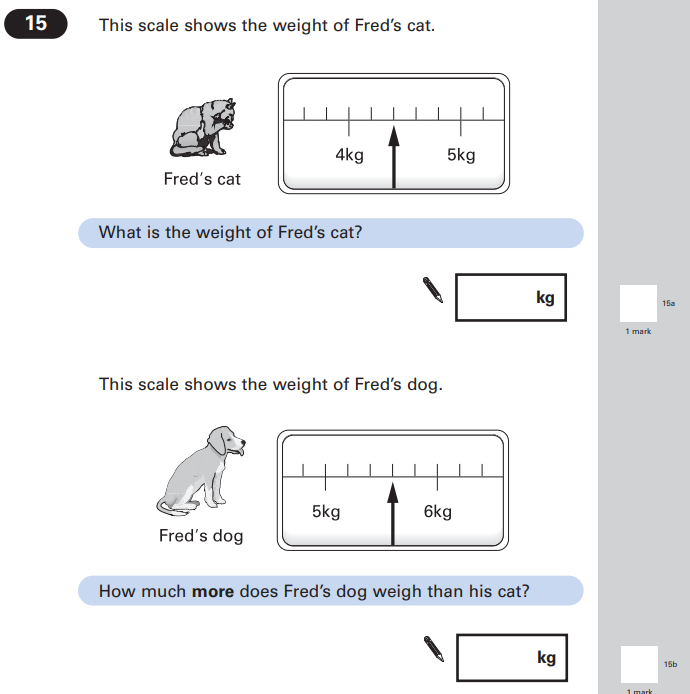 15
This scale shows the weight of Fred’s cat.
4kg 5kg
Fred’s cat
What is the weight of Fred’s cat?
kg
15a
1 mark
This scale shows the weight of Fred’s dog.
5kg 6kg
Fred’s dog
How much more does Fred’s dog weigh than his cat?
kg
15b
1 mark